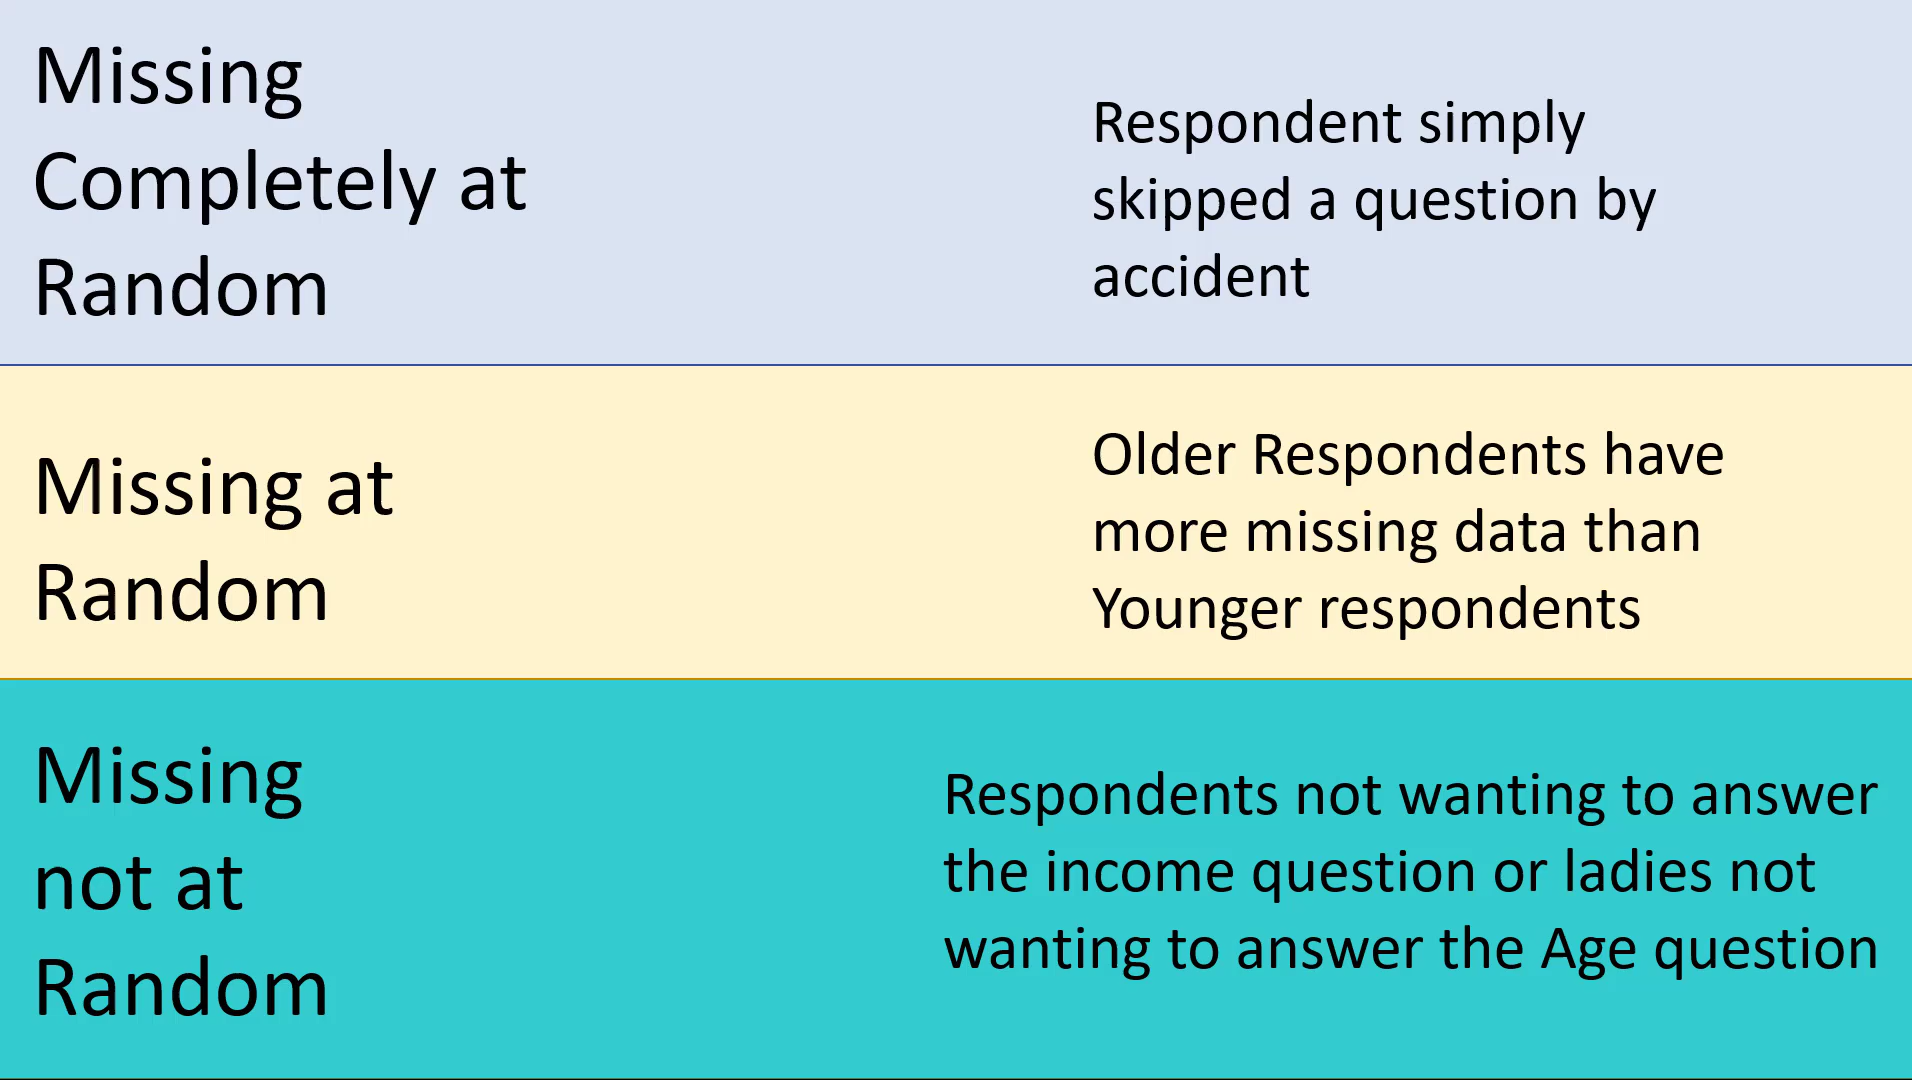 Missing
Completely at
Random
Respondent simply
skipped a question by
accident
Missing at
Random
Older Respondents have
more missing data than
Younger respondents
Missing
not at
Random
Respondents not wanting to answer
the income question or ladies not
wanting to answer the Age question